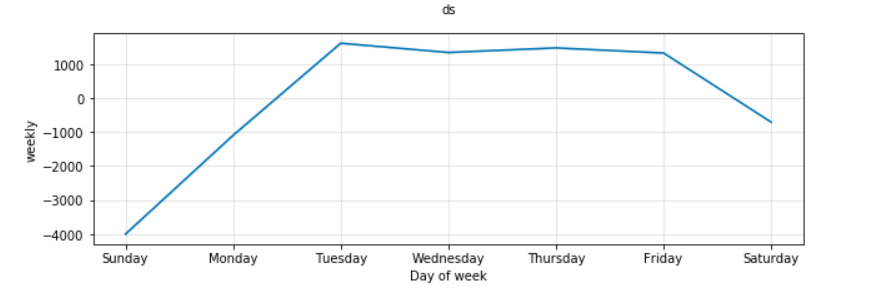 ds
1000
0
−1000
−2000
−3000
−4000
weekly
Sunday Monday Tuesday Wednesday Thursday Friday Saturday
Day of week